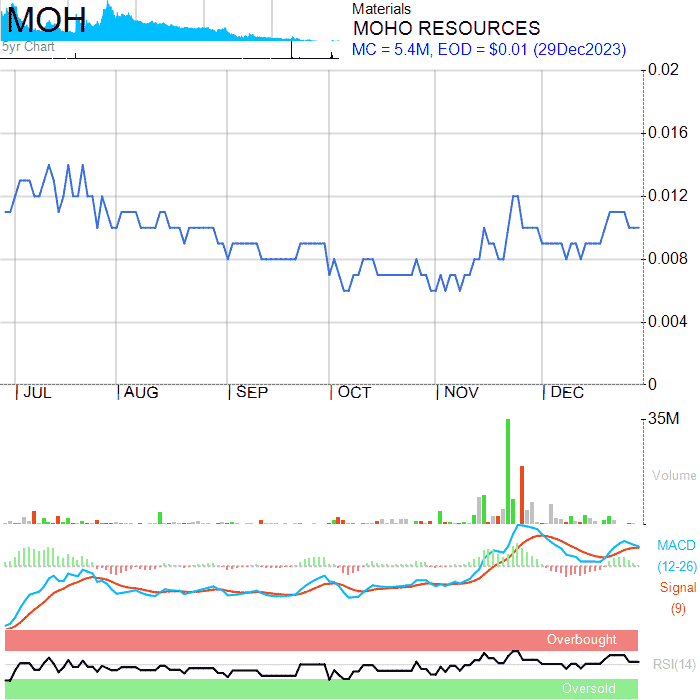 MOH
5yr Chart
Materials
MOHO RESOURCES
MC = 5.4M, EOD = $0.01 (29Dec2023)
0.02
0.016
0.012
0.008
0.004
0
JUL AUG SEP OCT NOV DEC
35M
Volume
MACD
(12-26)
Signal
(9)
Overbought
RSI(14)
Oversold